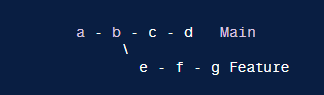 a - b - c - d   Main
\
e - f - g Feature